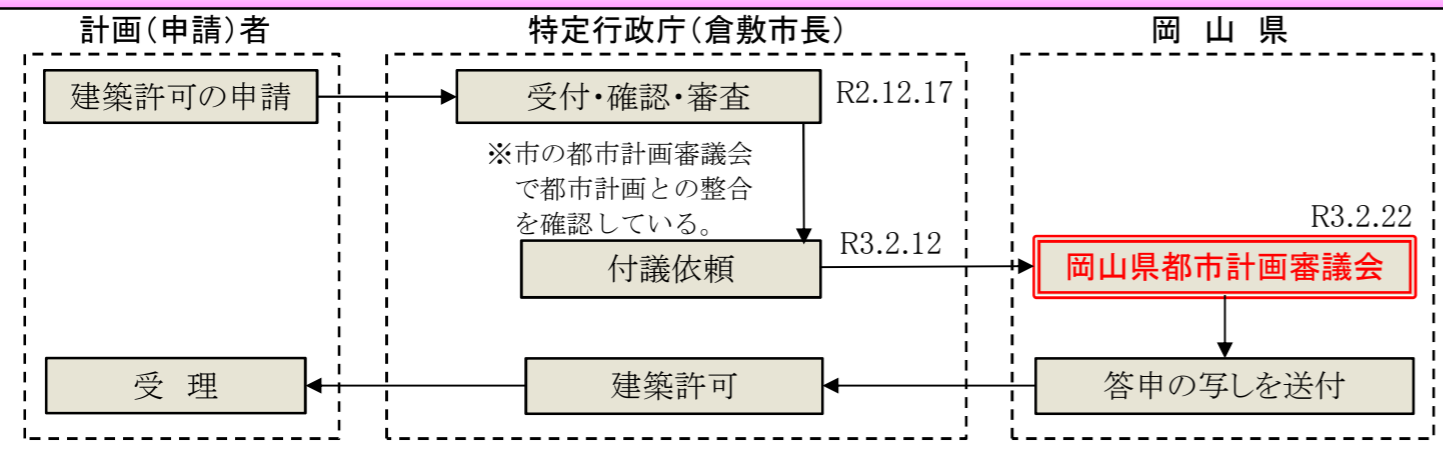 計画(申請)者
特定行政庁(倉敷市長)
岡 山 県
建築許可の申請
受付・確認・審査
R2.12.17
※市の都市計画審議会
で都市計画との整合
を確認している。
R3.2.22
付議依頼
R3.2.12
岡山県都市計画審議会
受 理
建築許可
答申の写しを送付